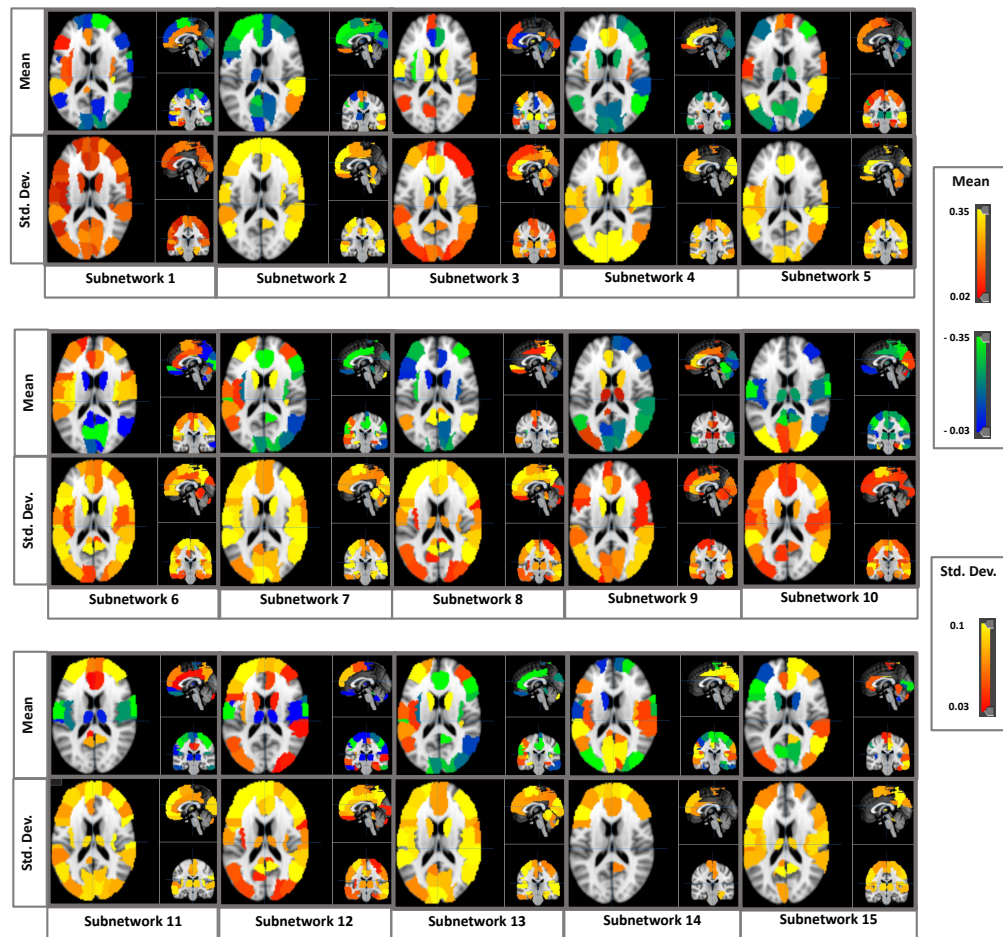 Mean
Std. Dev.
Subnetwork 1
Subnetwork 2
Subnetwork 3
Subnetwork 4
Subnetwork 5
Mean
Std. Dev.
Subnetwork 6
Subnetwork 7
Subnetwork 8
Subnetwork 9
Subnetwork 10
Mean
Std. Dev.
Subnetwork 11
Subnetwork 12
Subnetwork 13
Subnetwork 14
Subnetwork 15
Mean
0.35
0.02
- 0.35
- 0.03
Std. Dev.
0.1
0.03